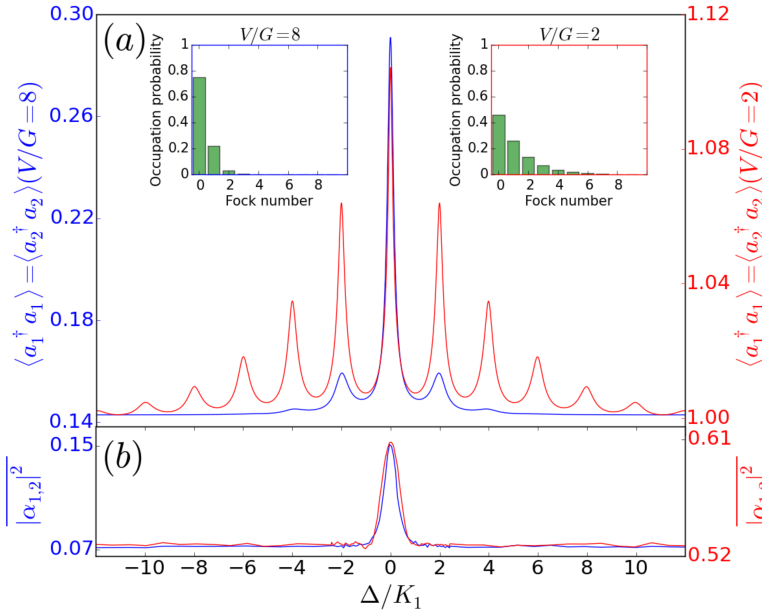 (a)
0.30
0.26
0.22
0.18
0.14
⟨a₁† a₁⟩=⟨a₂† a₂⟩(V/G=8)
V/G=8
Occupation probability
1
0.8
0.6
0.4
0.2
0
0 2 4 6 8
Fock number
V/G=2
Occupation probability
1
0.8
0.6
0.4
0.2
0
0 2 4 6 8
Fock number
1.12
1.08
1.04
1.00
⟨a₁† a₁⟩=⟨a₂† a₂⟩(V/G=2)
(b)
0.15
0.07
|α₁,₂|²
0.61
0.52
−10 −8 −6 −4 −2 0 2 4 6 8 10
Δ/K₁